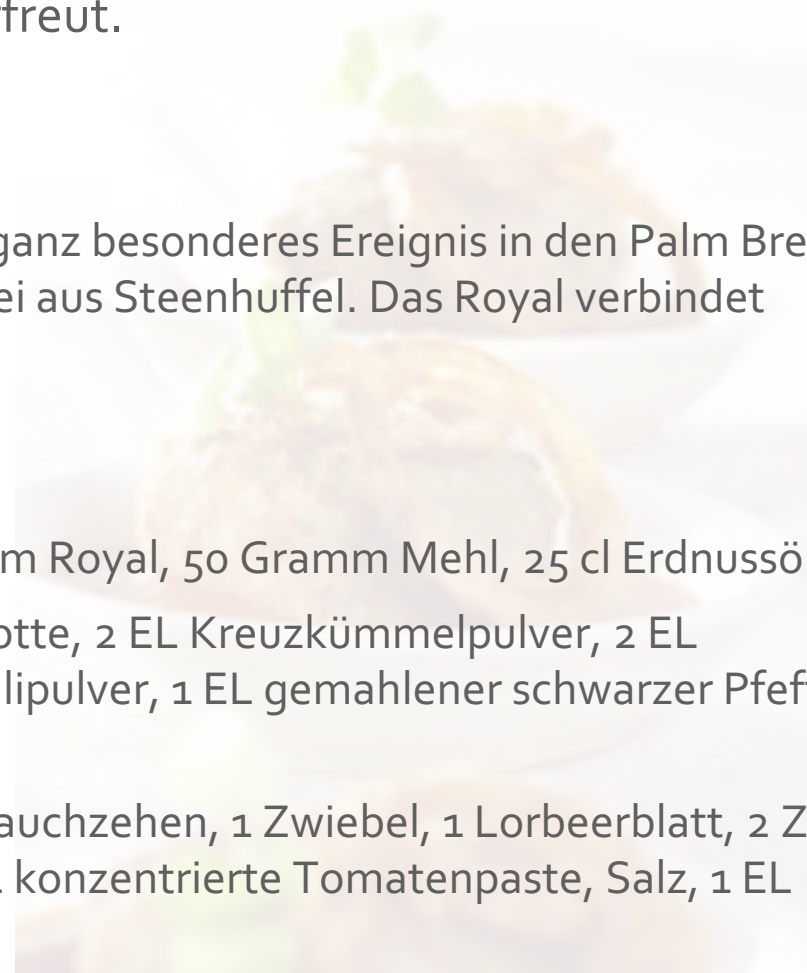 freut.
ganz besonderes Ereignis in den Palm Bre
ei aus Steenhuffel. Das Royal verbindet
m Royal, 50 Gramm Mehl, 25 cl Erdnussö
otte, 2 EL Kreuzkümmelpulver, 2 EL
lipulver, 1 EL gemahlener schwarzer Pfef
auchzehen, 1 Zwiebel, 1 Lorbeerblatt, 2 Z
konzentrierte Tomatenpaste, Salz, 1 EL